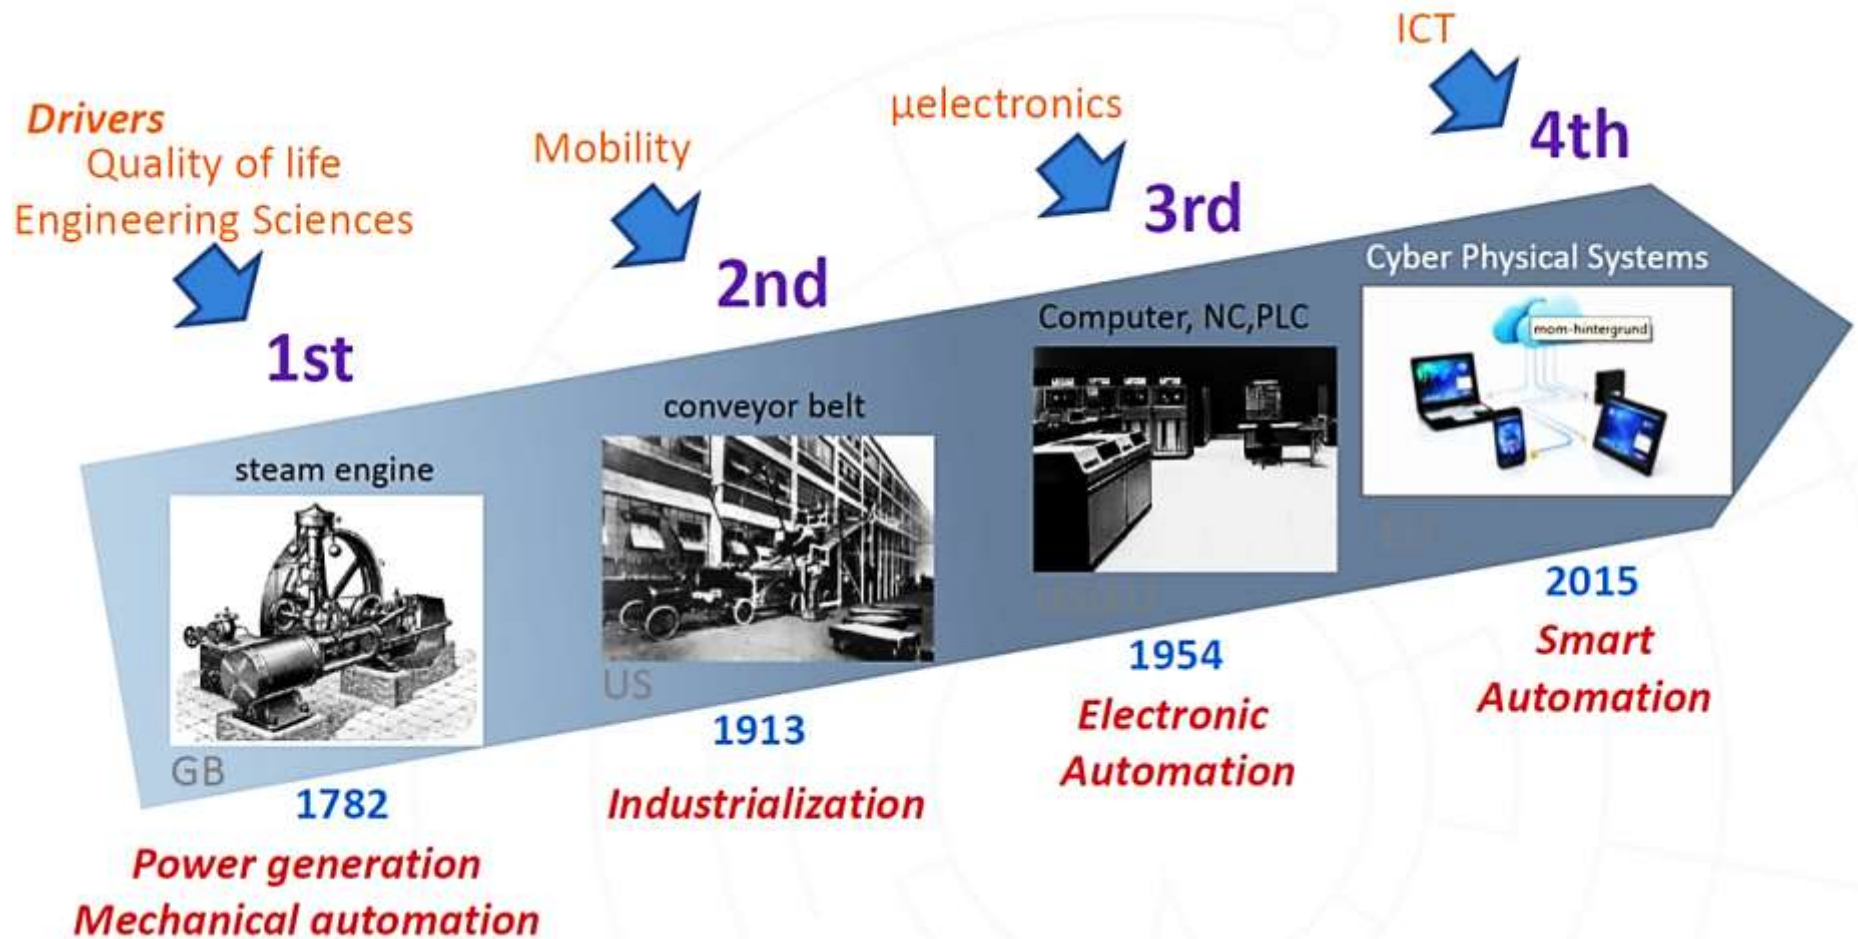 Drivers
Quality of life
Engineering Sciences
1st
steam engine
GB
1782
Power generation
Mechanical automation
Mobility
2nd
conveyor belt
US
1913
Industrialization
µelectronics
3rd
Computer, NC,PLC
1954
Electronic
Automation
ICT
4th
Cyber Physical Systems
mom-hintergrund
2015
Smart
Automation